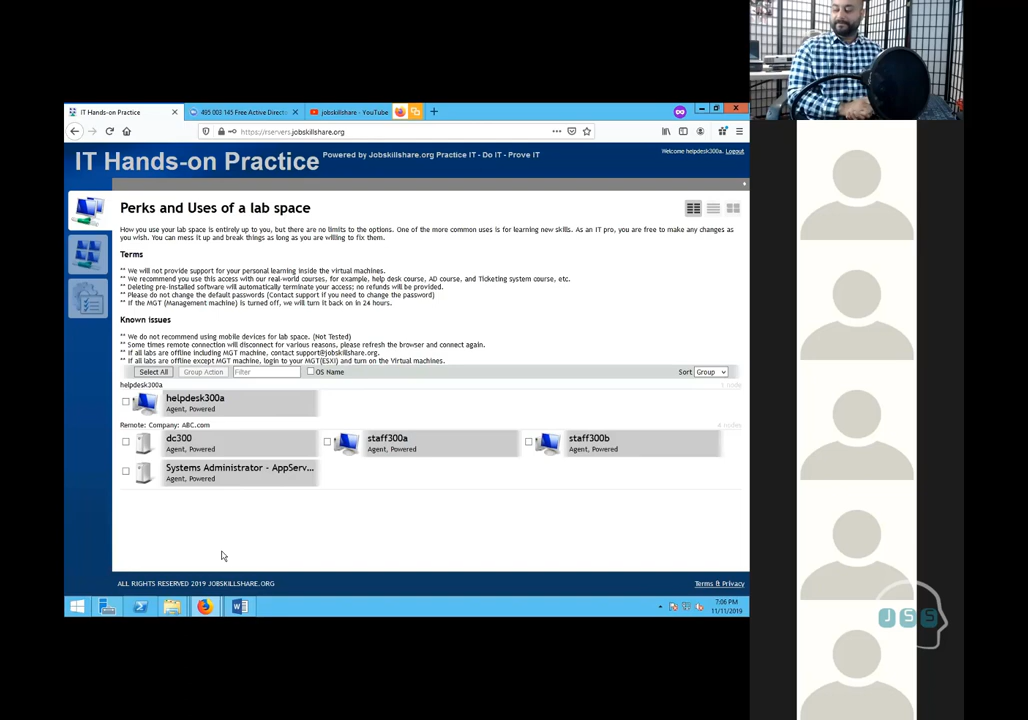 IT Hands-on Practice
495 003 145 Free Active Direct
jobskillshare - YouTube
https://rservers.jobskillshare.org
IT Hands-on Practice Powered by Jobskillshare.org Practice IT - Do IT - Prove IT
Welcome helpdesk300a. Logout
Perks and Uses of a lab space
How you use your lab space is entirely up to you, but there are no limits to the options. One of the more common uses is for learning new skills. As an IT pro, you are free to make any changes as
you wish. You can mess it up and break things as long as you are willing to fix them.
Terms
** We will not provide support for your personal learning inside the virtual machines.
** We recommend you use this access with our real-world courses, for example, help desk course, AD course, and Ticketing system course, etc.
** Deleting pre-installed software will automatically terminate your access; no refunds will be provided.
** Please do not change the default passwords (Contact support if you need to change the password)
** If the MGT (Management machine) is turned off, we will turn it back on in 24 hours.
Known issues
** We do not recommend using mobile devices for lab space. (Not Tested)
** Some times remote connection will disconnect for various reasons, please refresh the browser and connect again.
** If all labs are offline including MGT machine, contact support@jobskillshare.org.
** If all labs are offline except MGT machine, login to your MGT(ESXI) and turn on the Virtual machines.
Select All Group Action Filter OS Name Sort Group
helpdesk300a 1 node
helpdesk300a
Agent, Powered
Remote: Company: ABC.com 4 nodes
dc300 staff300a staff300b
Agent, Powered Agent, Powered Agent, Powered
Systems Administrator - AppServ...
Agent, Powered
ALL RIGHTS RESERVED 2019 JOBSKILLSHARE.ORG Terms & Privacy
7:06 PM
11/11/2019
JSS